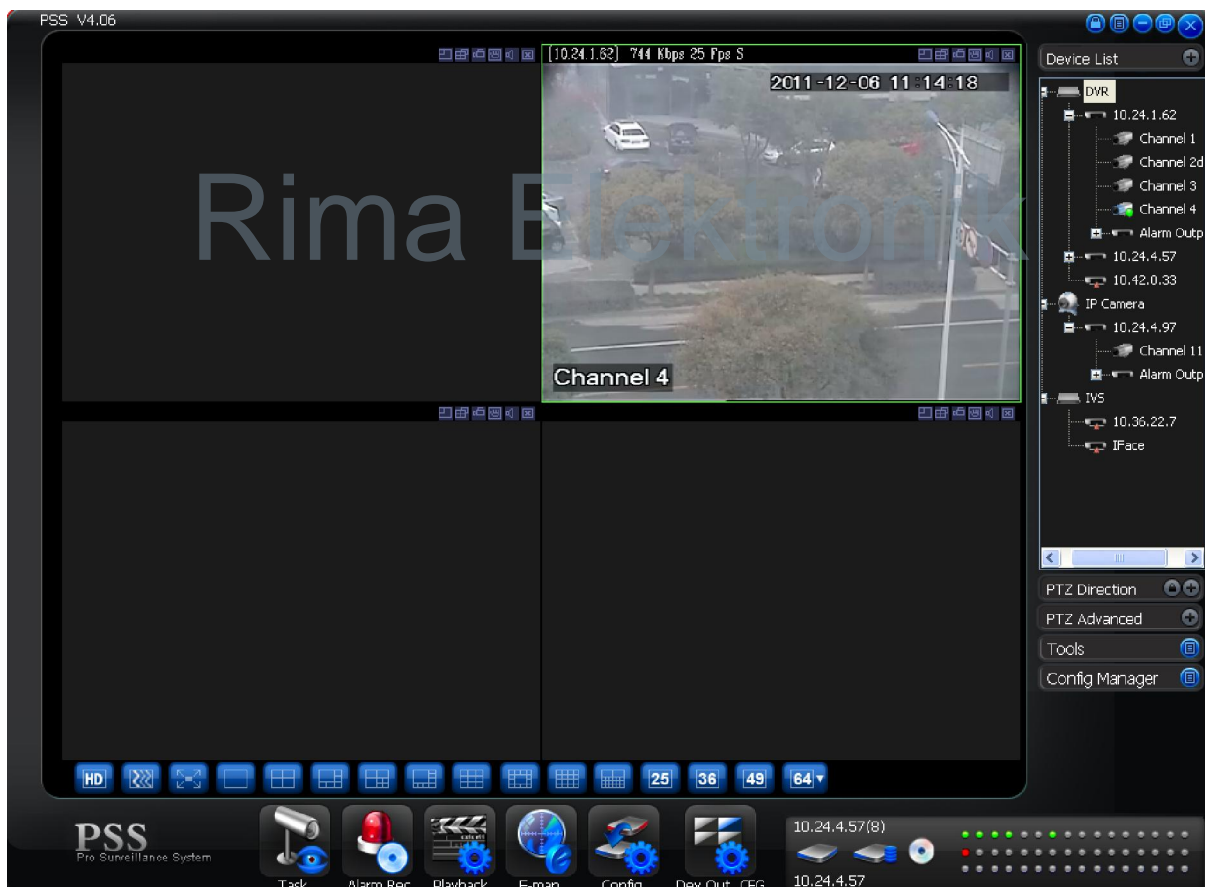 PSS V4.06
[10.24.1.62] 744 Kbps 25 Fps S
2011-12-06 11:14:18
Rima Elektronik
Channel 4
Device List
DVR
10.24.1.62
Channel 1
Channel 2d
Channel 3
Channel 4
Alarm Outp
10.24.4.57
10.42.0.33
IP Camera
10.24.4.97
Channel 11
Alarm Outp
IVS
10.36.22.7
IFace
PTZ Direction
PTZ Advanced
Tools
Config Manager
HD 25 36 49 64
PSS
Pro Surveillance System
Task Alarm Rec Playback E-map Config Dev.Out. CFG
10.24.4.57(8)
10.24.4.57